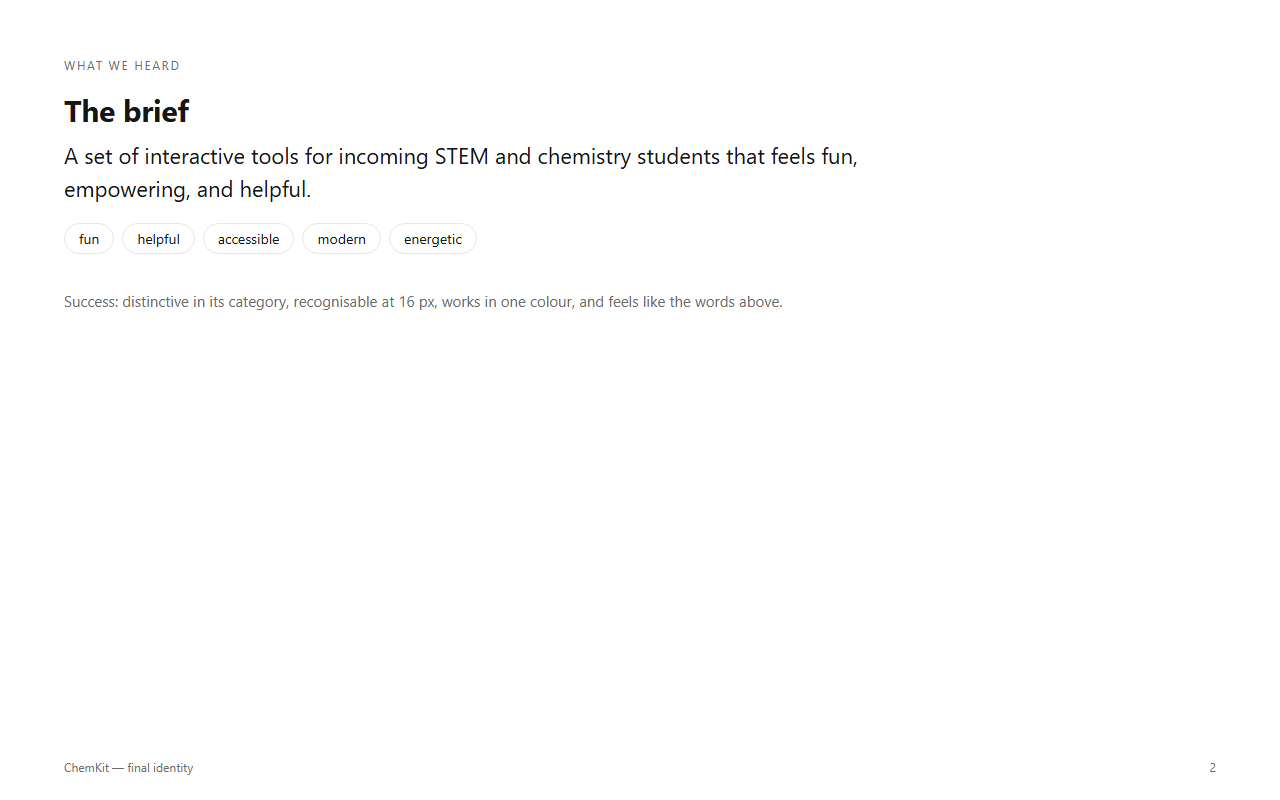 WHAT WE HEARD
The brief
A set of interactive tools for incoming STEM and chemistry students that feels fun,
empowering, and helpful.
fun helpful accessible modern energetic
Success: distinctive in its category, recognisable at 16 px, works in one colour, and feels like the words above.
ChemKit — final identity 2